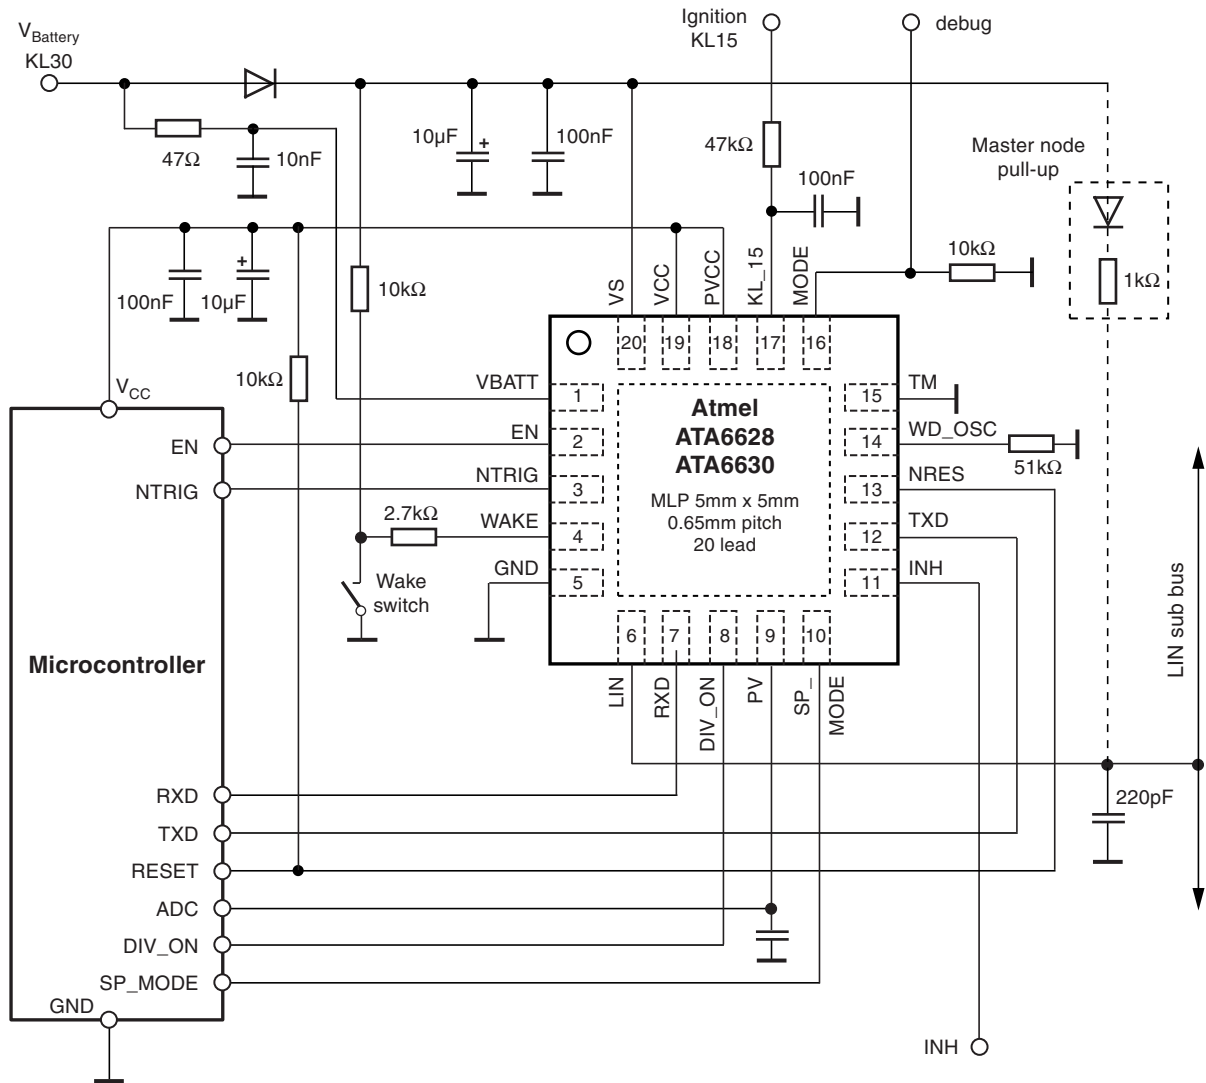 Ignition
KL15
debug
VBattery
KL30
47Ω
10nF
10µF
+
100nF
47kΩ
100nF
Master node
pull-up
1kΩ
10kΩ
100nF
+
10µF
10kΩ
10kΩ
VS
VCC
PVCC
KL_15
MODE
20
19
18
17
16
VCC
VBATT
1
EN
EN
2
NTRIG
NTRIG
3
2.7kΩ
WAKE
4
GND
5
Wake
switch
Atmel
ATA6628
ATA6630
MLP 5mm x 5mm
0.65mm pitch
20 lead
15
TM
14
WD_OSC
51kΩ
13
NRES
12
TXD
11
INH
6
7
8
9
10
LIN
RXD
DIV_ON
PV
SP_
MODE
LIN sub bus
Microcontroller
220pF
RXD
TXD
RESET
ADC
DIV_ON
SP_MODE
GND
INH